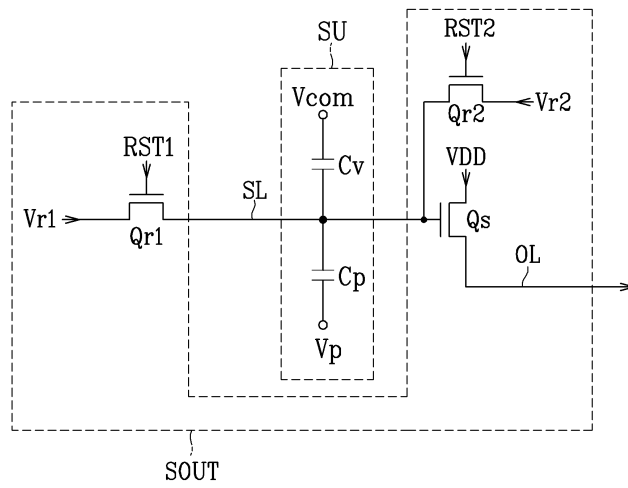 SU
RST2
Vcom
Qr2
Vr2
RST1
Cv
VDD
SL
Vr1
Qr1
Qs
Cp
OL
Vp
SOUT